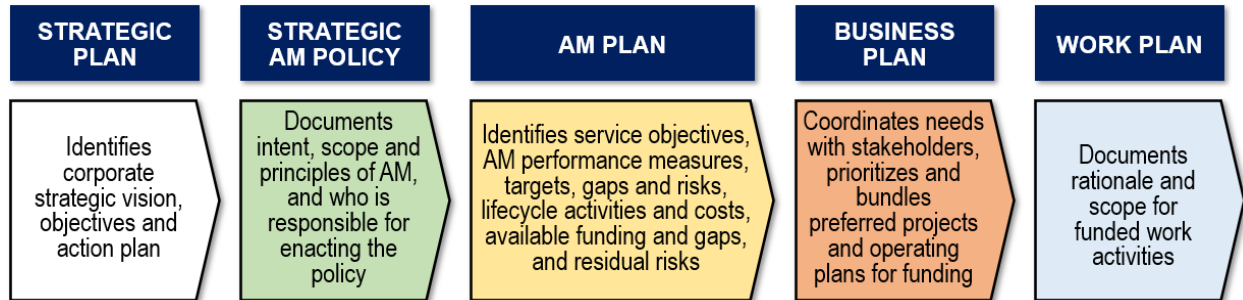 STRATEGIC
PLAN
STRATEGIC
AM POLICY
AM PLAN
BUSINESS
PLAN
WORK PLAN
Identifies
corporate
strategic vision,
objectives and
action plan
Documents
intent, scope and
principles of AM,
and who is
responsible for
enacting the
policy
Identifies service objectives,
AM performance measures,
targets, gaps and risks,
lifecycle activities and costs,
available funding and gaps,
and residual risks
Coordinates needs
with stakeholders,
prioritizes and
bundles
preferred projects
and operating
plans for funding
Documents
rationale and
scope for
funded work
activities